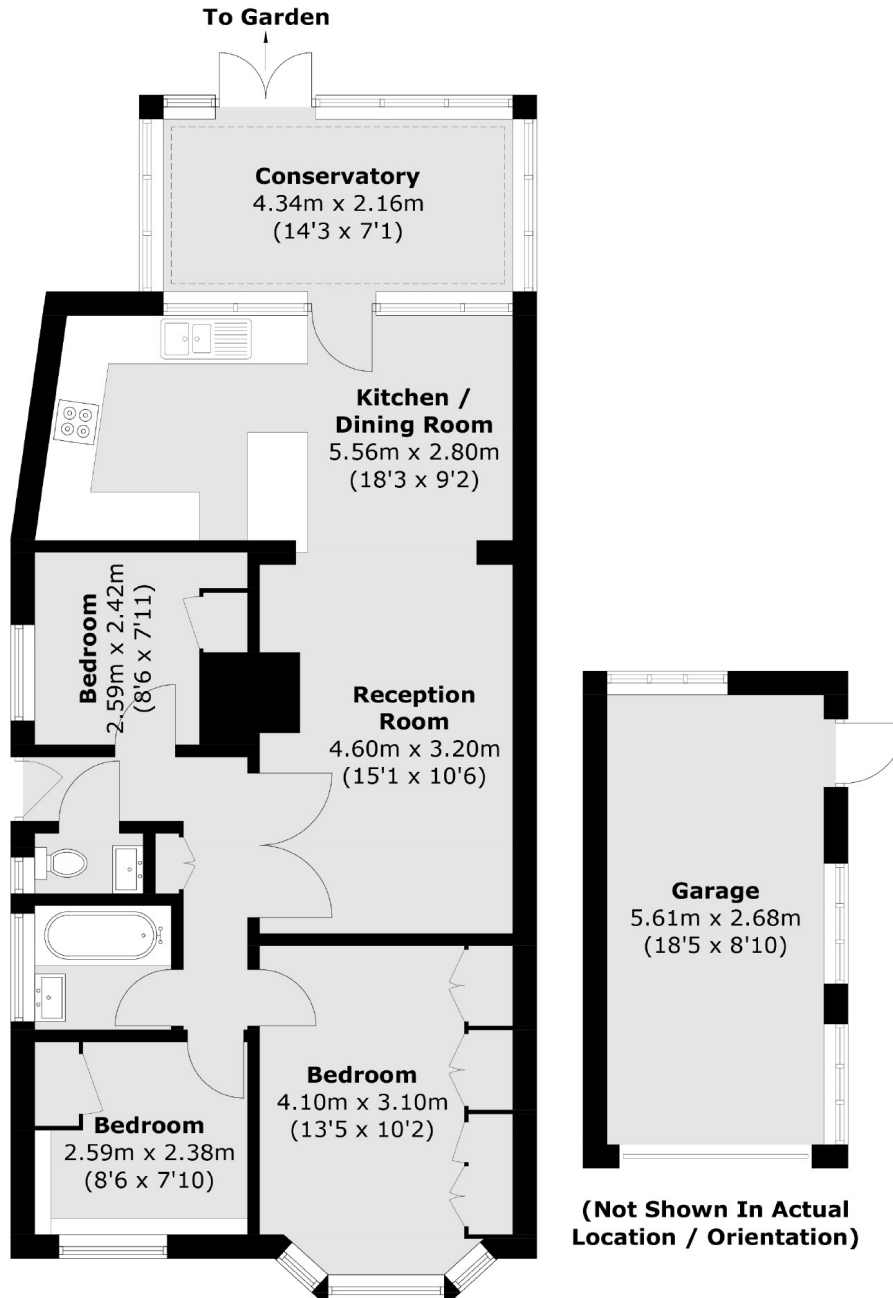 To Garden
Conservatory
4.34m x 2.16m
(14'3 x 7'1)
Kitchen /
Dining Room
5.56m x 2.80m
(18'3 x 9'2)
Bedroom
2.59m x 2.42m
(8'6 x 7'11)
Reception
Room
4.60m x 3.20m
(15'1 x 10'6)
Garage
5.61m x 2.68m
(18'5 x 8'10)
Bedroom
4.10m x 3.10m
(13'5 x 10'2)
Bedroom
2.59m x 2.38m
(8'6 x 7'10)
(Not Shown In Actual
Location / Orientation)